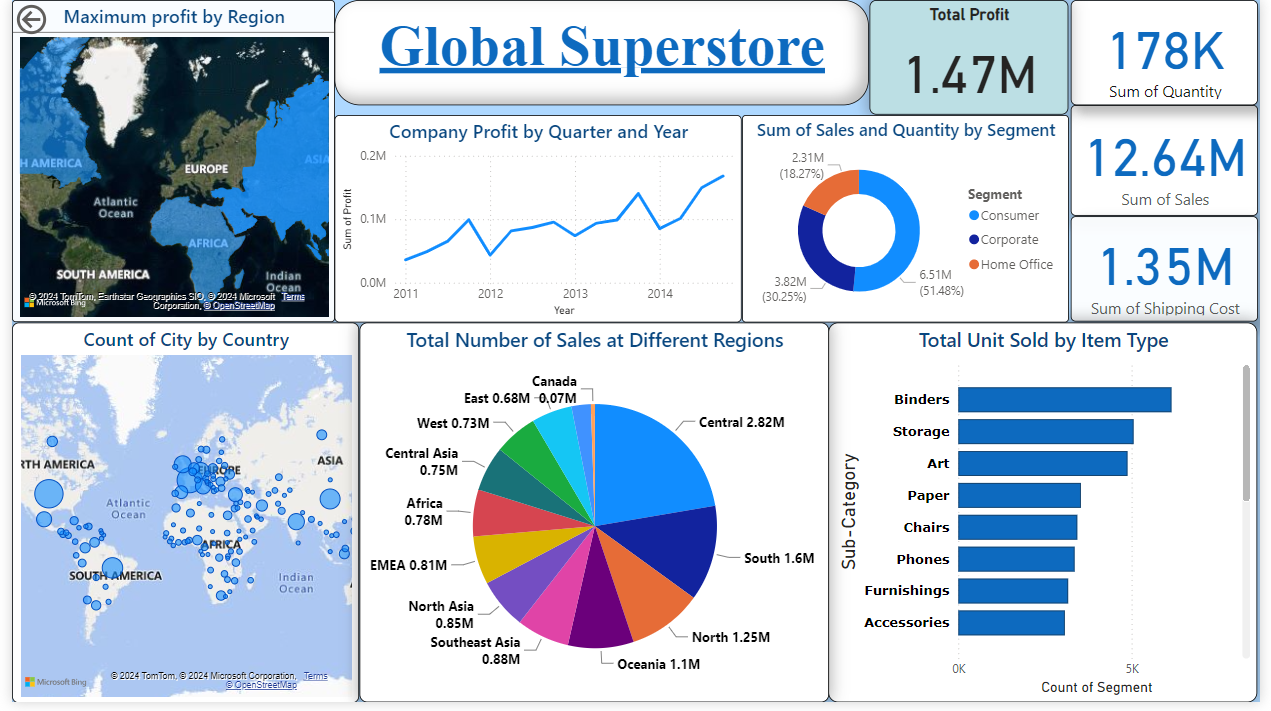 Maximum profit by Region
H AMERICA
EUROPE
ASIA
Atlantic
Ocean
AFRICA
SOUTH AMERICA
Indian
Ocean
© 2024 TomTom, Earthstar Geographics SIO, © 2024 Microsoft Corporation, © OpenStreetMap
Terms
Microsoft Bing
Global Superstore
Total Profit
1.47M
178K
Sum of Quantity
12.64M
Sum of Sales
1.35M
Sum of Shipping Cost
Company Profit by Quarter and Year
0.2M
0.1M
0.0M
Sum of Profit
2011 2012 2013 2014
Year
Sum of Sales and Quantity by Segment
2.31M
(18.27%)
3.82M
(30.25%)
6.51M
(51.48%)
Segment
Consumer
Corporate
Home Office
Count of City by Country
RTH AMERICA
EUROPE
ASIA
Atlantic
Ocean
AFRICA
SOUTH AMERICA
Indian
Ocean
Microsoft Bing
© 2024 TomTom, © 2024 Microsoft Corporation, Terms
© OpenStreetMap
Total Number of Sales at Different Regions
Canada
0.07M
East 0.68M
West 0.73M
Central Asia
0.75M
Africa
0.78M
EMEA 0.81M
North Asia
0.85M
Southeast Asia
0.88M
Oceania 1.1M
North 1.25M
South 1.6M
Central 2.82M
Total Unit Sold by Item Type
Sub-Category
Binders
Storage
Art
Paper
Chairs
Phones
Furnishings
Accessories
0K 5K
Count of Segment